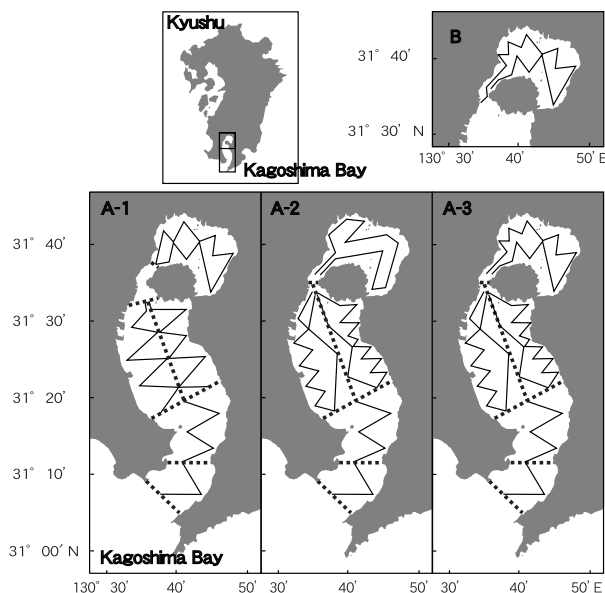 Kyushu
Kagoshima Bay
B
31° 40'
31° 30' N
130° 30' 40' 50' E
A-1 A-2 A-3
31° 40'
31° 30'
31° 20'
31° 10'
31° 00' N
Kagoshima Bay
130° 30' 40' 50' 30' 40' 50' 30' 40' 50' E